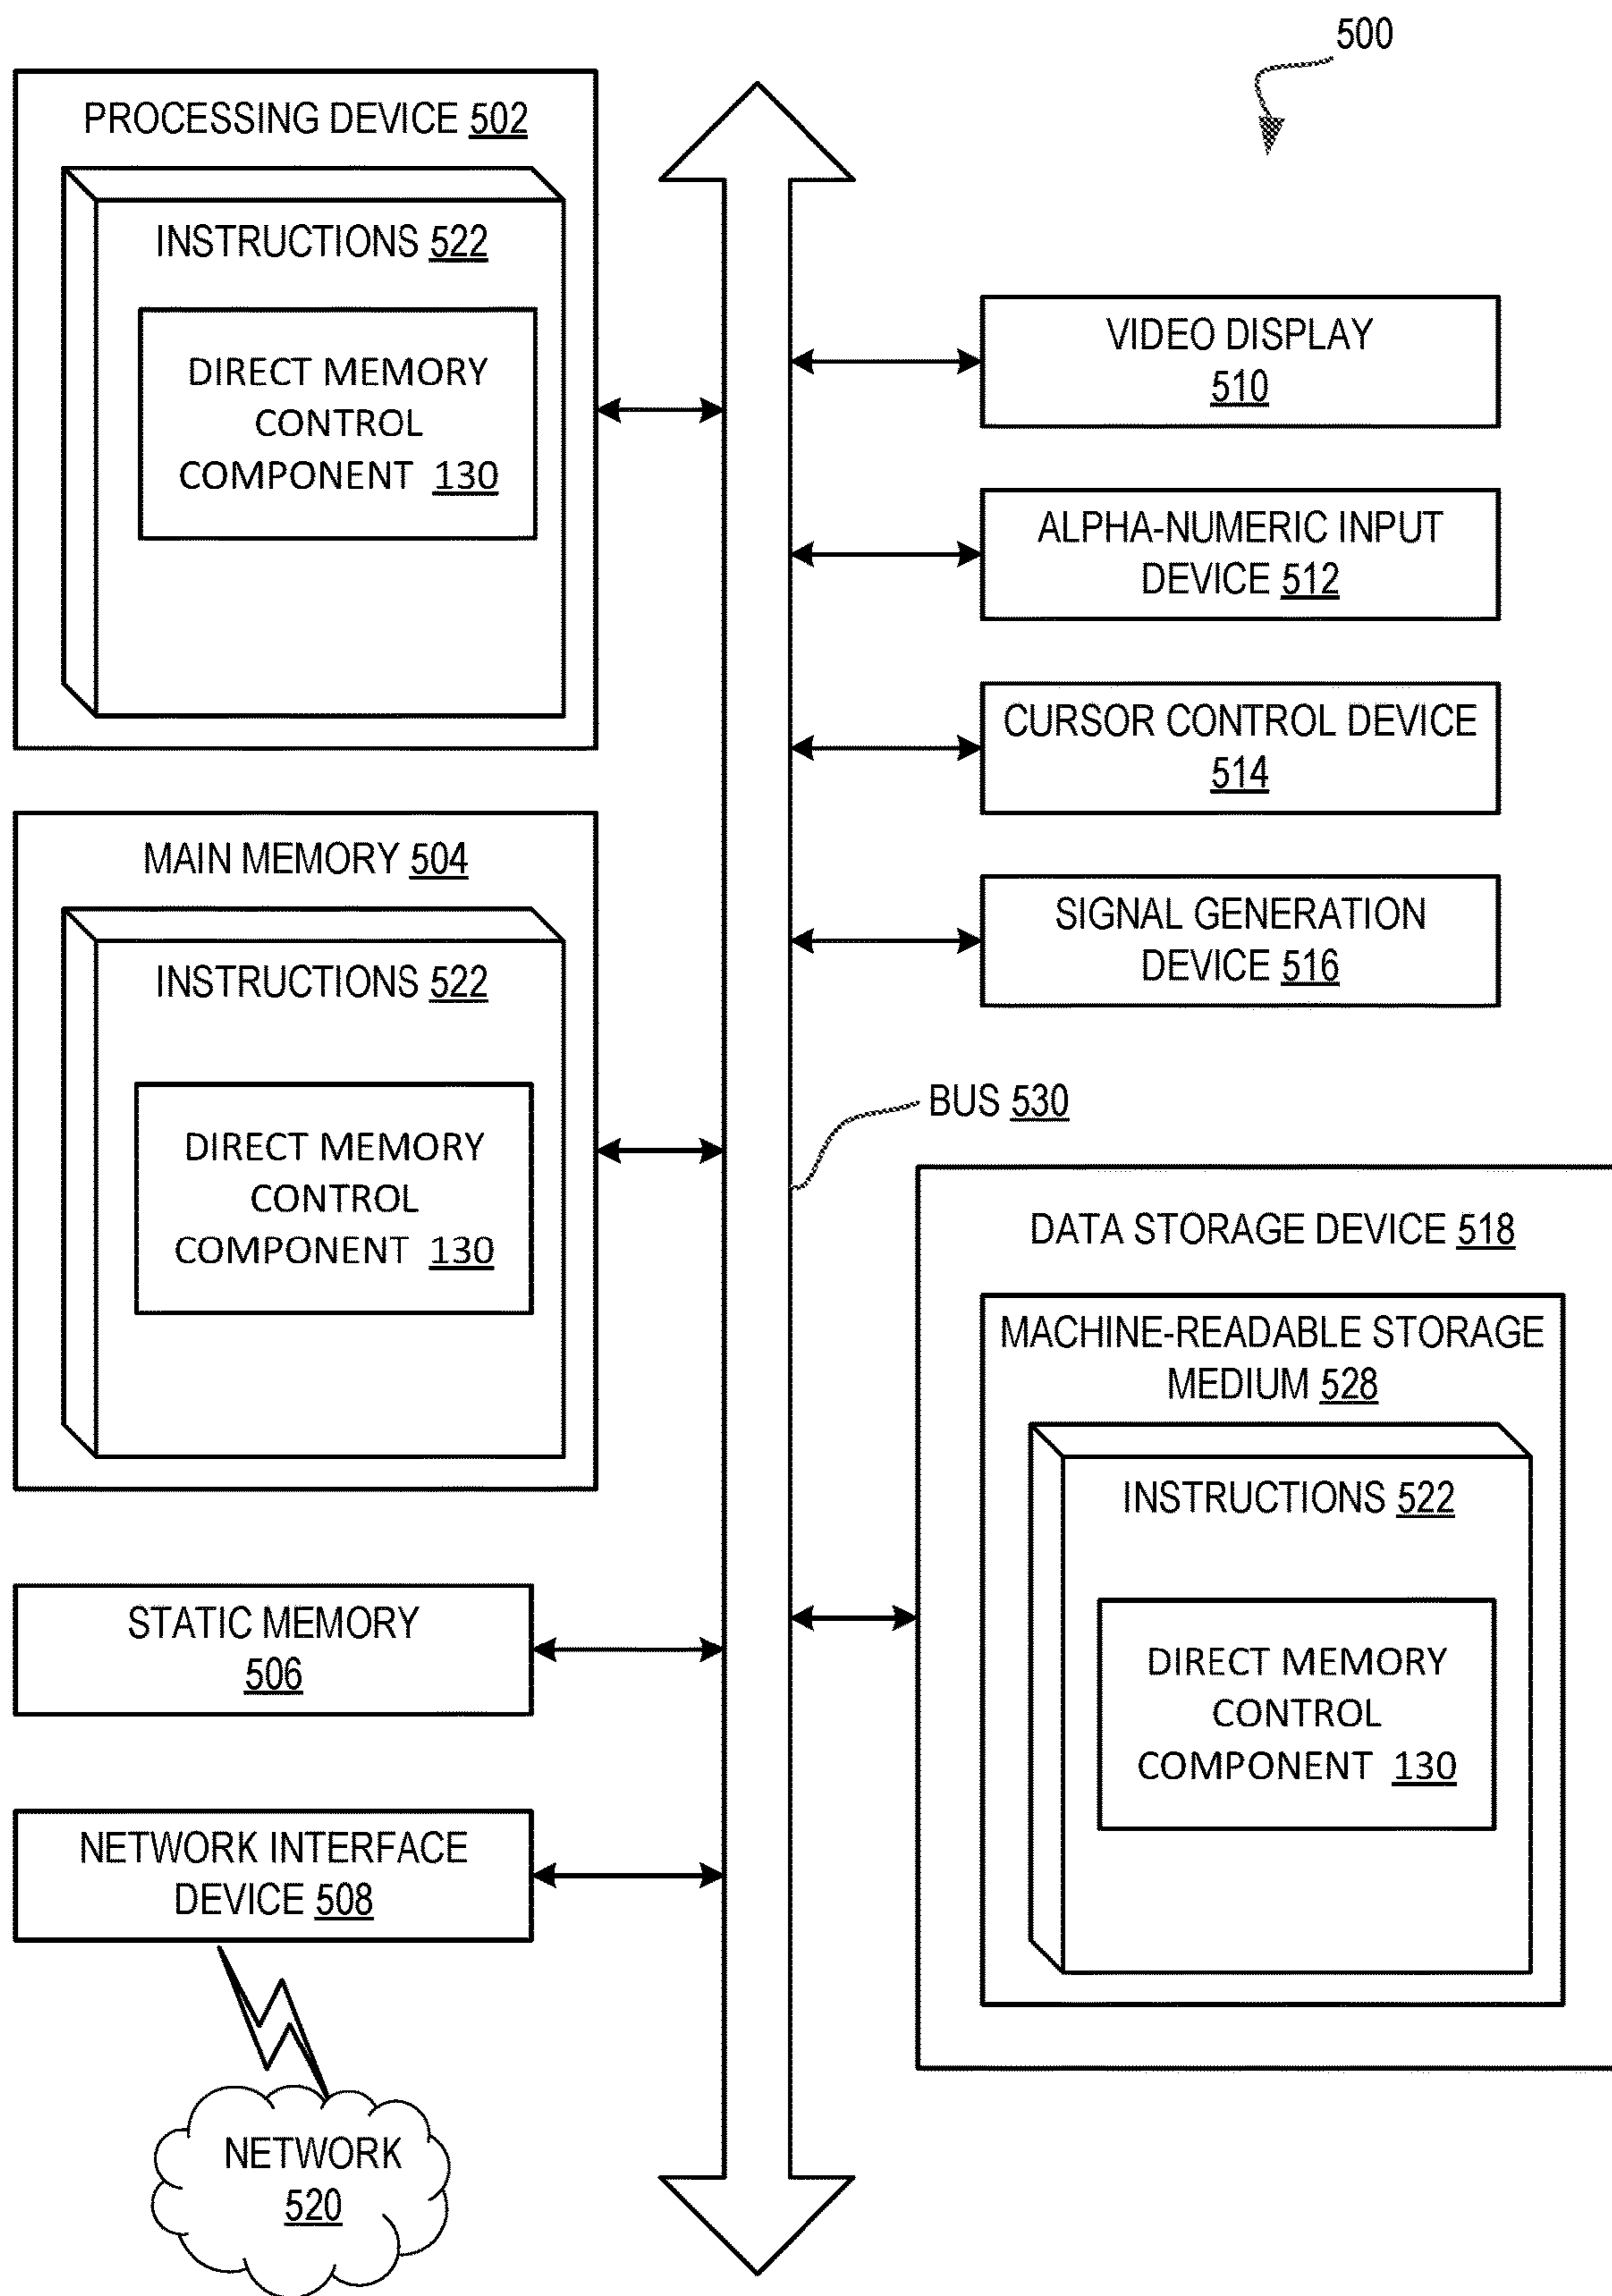 500
PROCESSING DEVICE 502
INSTRUCTIONS 522
DIRECT MEMORY
CONTROL
COMPONENT 130
MAIN MEMORY 504
INSTRUCTIONS 522
DIRECT MEMORY
CONTROL
COMPONENT 130
STATIC MEMORY
506
NETWORK INTERFACE
DEVICE 508
NETWORK
520
VIDEO DISPLAY
510
ALPHA-NUMERIC INPUT
DEVICE 512
CURSOR CONTROL DEVICE
514
SIGNAL GENERATION
DEVICE 516
BUS 530
DATA STORAGE DEVICE 518
MACHINE-READABLE STORAGE
MEDIUM 528
INSTRUCTIONS 522
DIRECT MEMORY
CONTROL
COMPONENT 130